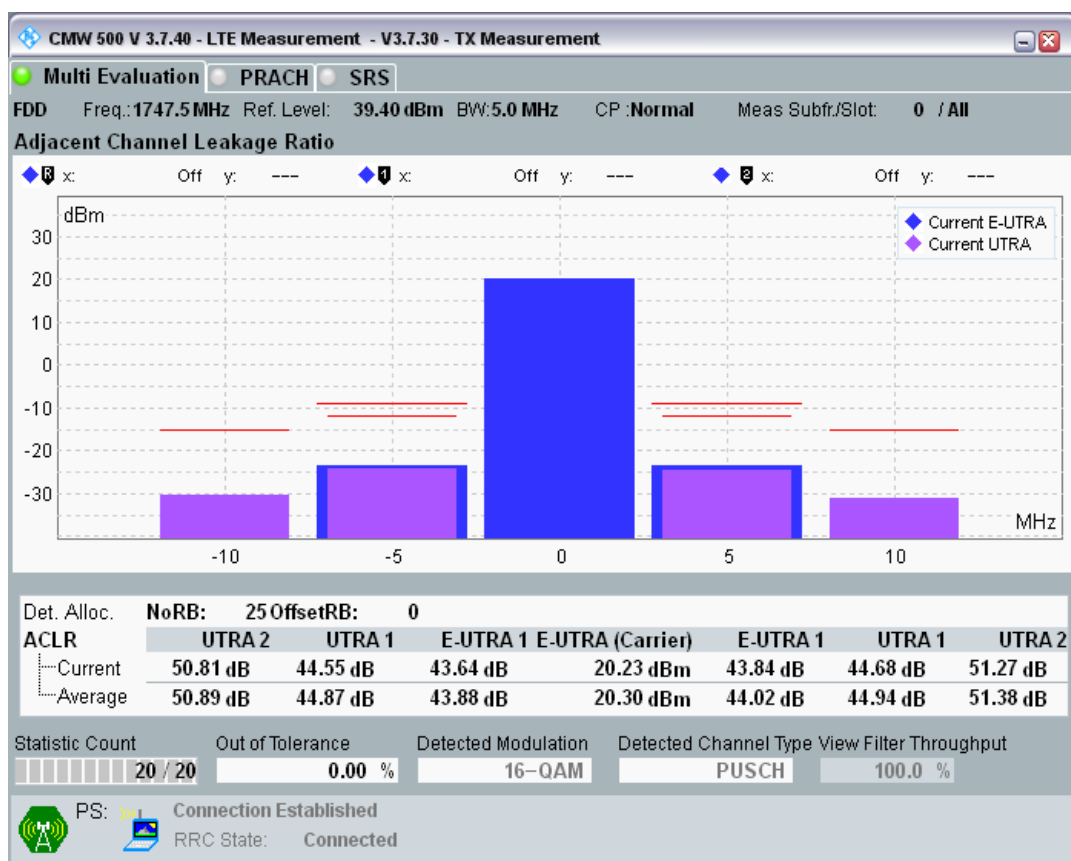 CMW 500 V 3.7.40 - LTE Measurement - V3.7.30 - TX Measurement
Multi Evaluation PRACH SRS
FDD Freq.: 1747.5 MHz Ref. Level: 39.40 dBm BW: 5.0 MHz CP : Normal Meas Subfr./Slot: 0 / All
Adjacent Channel Leakage Ratio
R x: Off y: --- 1 x: Off y: --- 2 x: Off y: ---
dBm
Current E-UTRA
Current UTRA
30
20
10
0
-10
-20
-30
MHz
-10 -5 0 5 10
Det. Alloc. NoRB: 25 OffsetRB: 0
ACLR UTRA 2 UTRA 1 E-UTRA 1 E-UTRA (Carrier) E-UTRA 1 UTRA 1 UTRA 2
Current 50.81 dB 44.55 dB 43.64 dB 20.23 dBm 43.84 dB 44.68 dB 51.27 dB
Average 50.89 dB 44.87 dB 43.88 dB 20.30 dBm 44.02 dB 44.94 dB 51.38 dB
Statistic Count Out of Tolerance Detected Modulation Detected Channel Type View Filter Throughput
20 / 20 0.00 % 16-QAM PUSCH 100.0 %
PS: Connection Established
RRC State: Connected